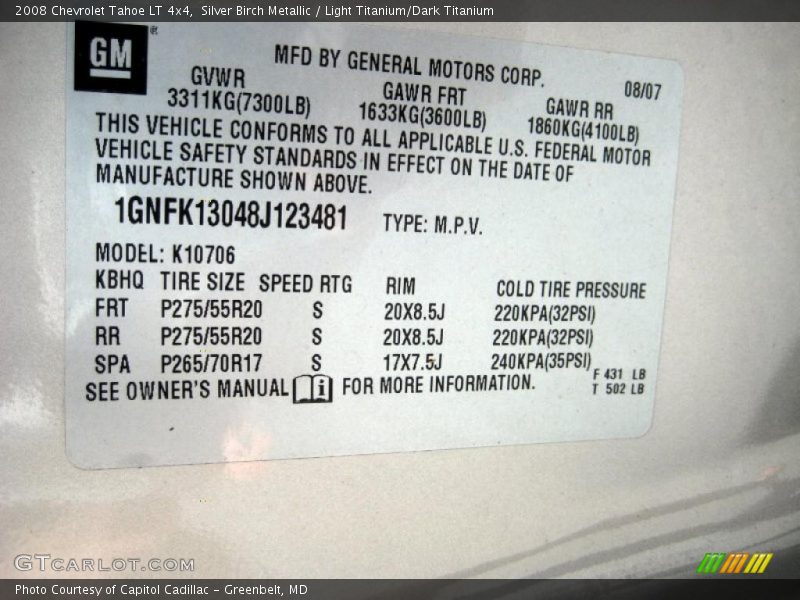 2008 Chevrolet Tahoe LT 4x4, Silver Birch Metallic / Light Titanium/Dark Titanium
GM ®
MFD BY GENERAL MOTORS CORP. 08/07
GVWR GAWR FRT GAWR RR
3311KG(7300LB) 1633KG(3600LB) 1860KG(4100LB)
THIS VEHICLE CONFORMS TO ALL APPLICABLE U.S. FEDERAL MOTOR
VEHICLE SAFETY STANDARDS IN EFFECT ON THE DATE OF
MANUFACTURE SHOWN ABOVE.
1GNFK13048J123481 TYPE: M.P.V.
MODEL: K10706
KBHQ TIRE SIZE SPEED RTG RIM COLD TIRE PRESSURE
FRT P275/55R20 S 20X8.5J 220KPA(32PSI)
RR P275/55R20 S 20X8.5J 220KPA(32PSI)
SPA P265/70R17 S 17X7.5J 240KPA(35PSI)
SEE OWNER'S MANUAL i FOR MORE INFORMATION.
F 431 LB
T 502 LB
GTCARLOT.COM
Photo Courtesy of Capitol Cadillac - Greenbelt, MD